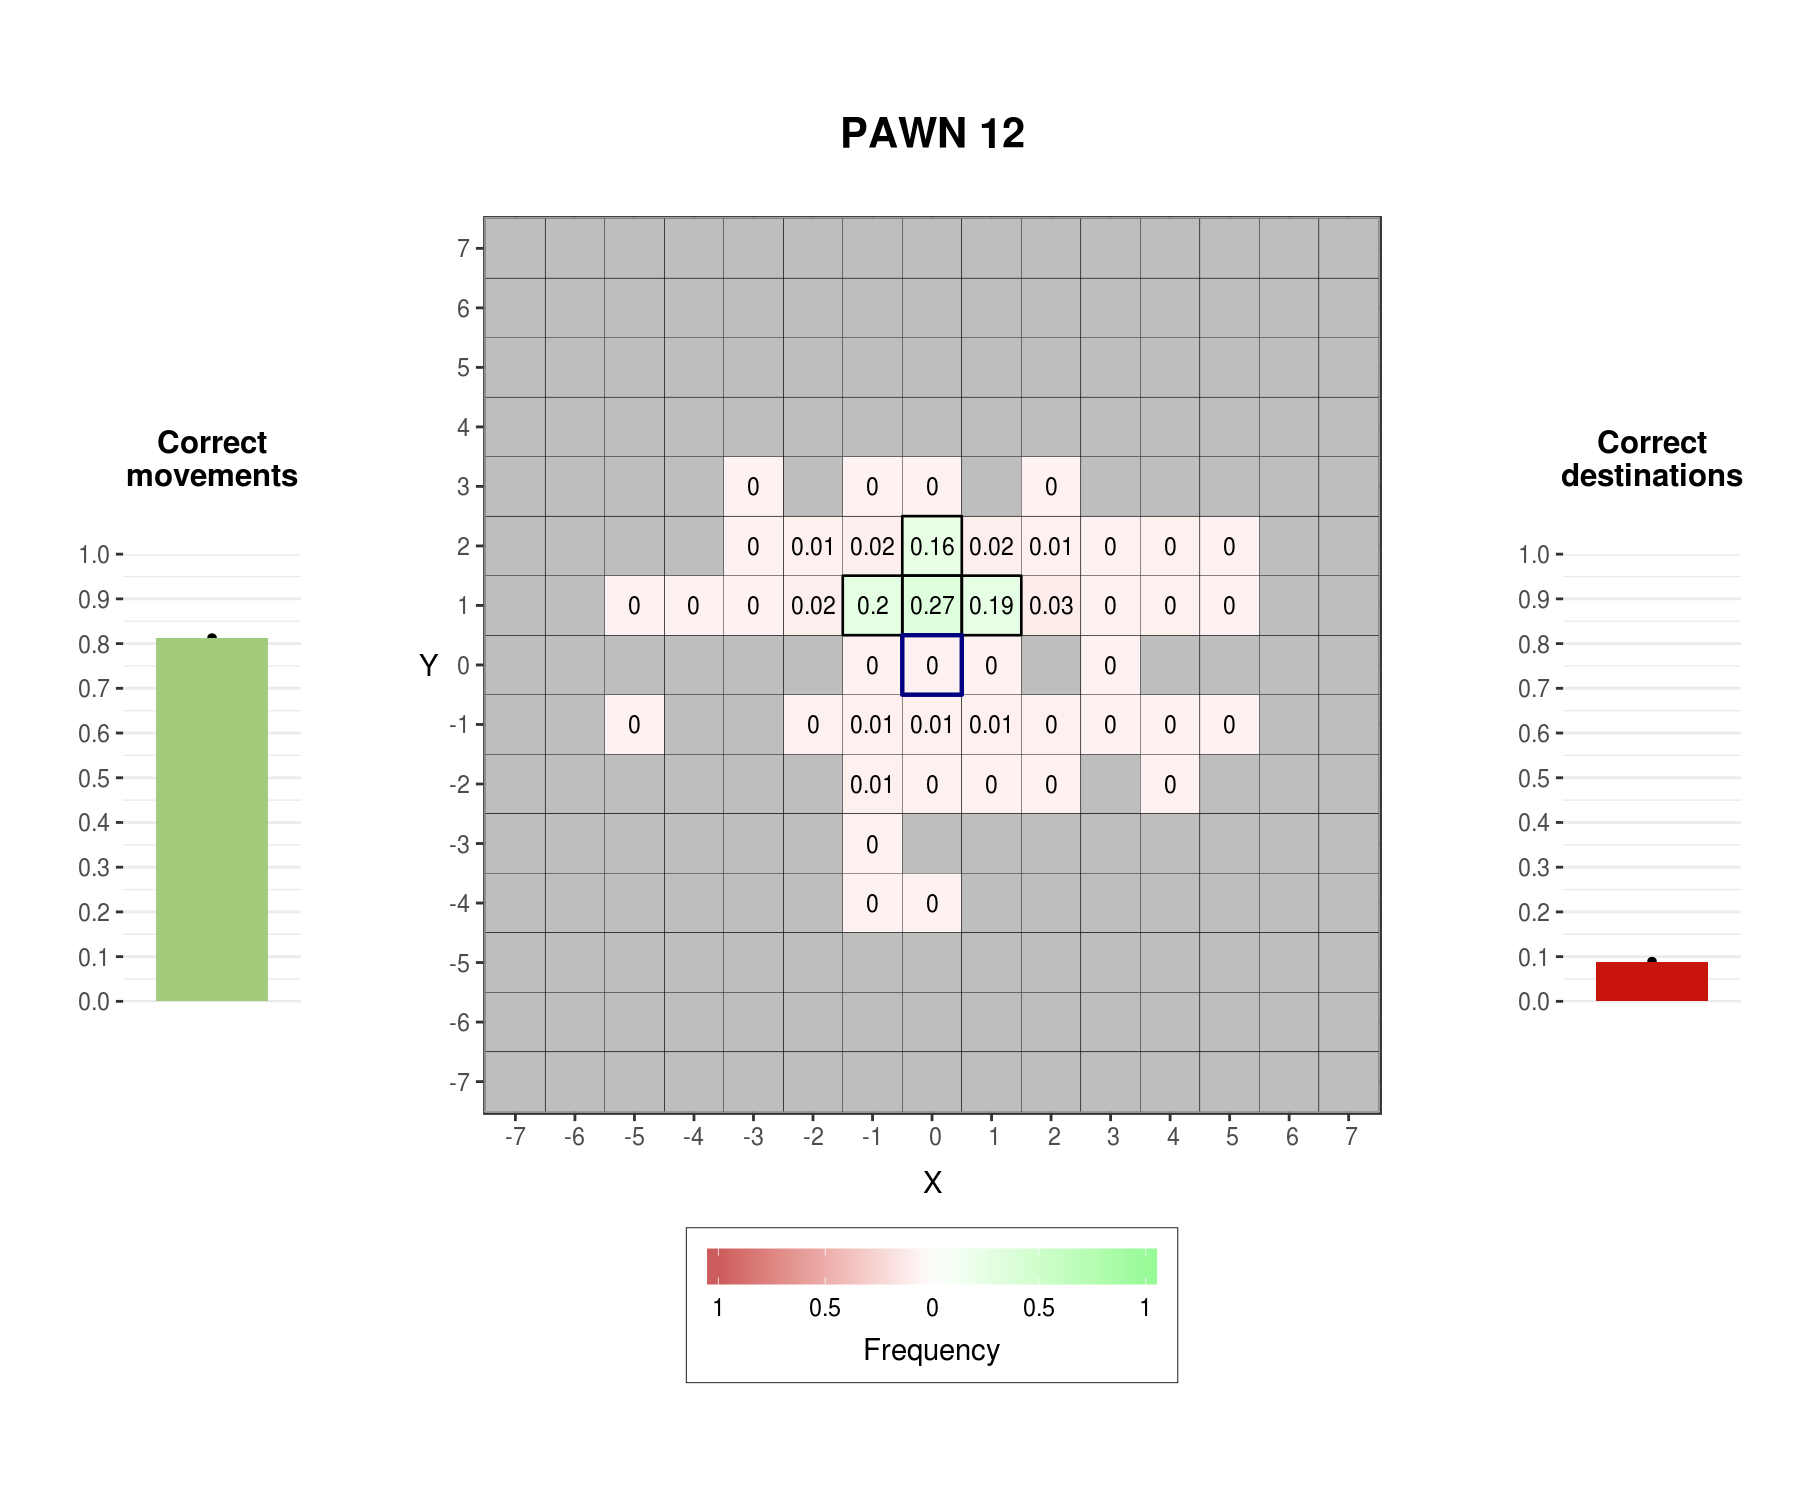 PAWN 12
Correct
movements
1.0
0.9
0.8
0.7
0.6
0.5
0.4
0.3
0.2
0.1
0.0
Y
7
6
5
4
3 0 0 0 0
2 0 0.01 0.02 0.16 0.02 0.01 0 0 0
1 0 0 0 0.02 0.2 0.27 0.19 0.03 0 0 0
0 0 0 0 0
-1 0 0 0.01 0.01 0.01 0 0 0 0
-2 0.01 0 0 0 0
-3 0
-4 0 0
-5
-6
-7
-7 -6 -5 -4 -3 -2 -1 0 1 2 3 4 5 6 7
X
1 0.5 0 0.5 1
Frequency
Correct
destinations
1.0
0.9
0.8
0.7
0.6
0.5
0.4
0.3
0.2
0.1
0.0